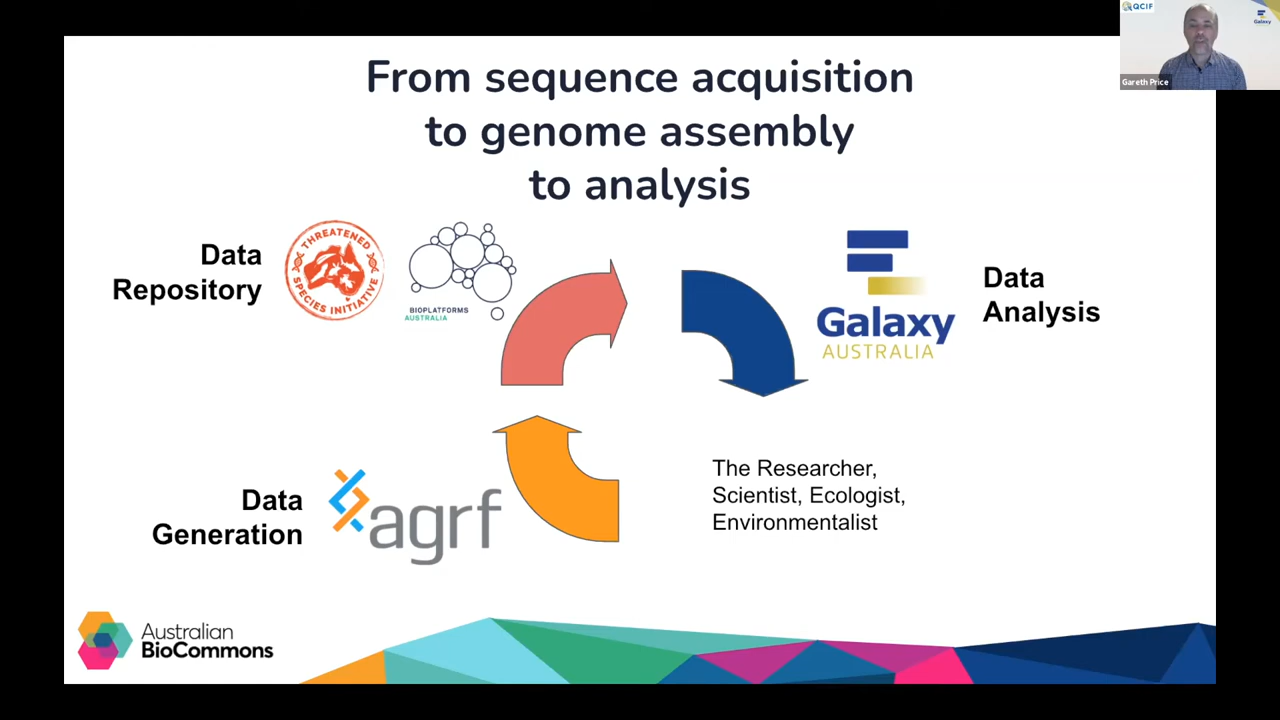 QCIF
Galaxy
Gareth Price
From sequence acquisition
to genome assembly
to analysis
Data
Repository
THREATENED
SPECIES INITIATIVE
BIOPLATFORMS
AUSTRALIA
Galaxy
AUSTRALIA
Data
Analysis
Data
Generation
agrf
The Researcher,
Scientist, Ecologist,
Environmentalist
Australian
BioCommons